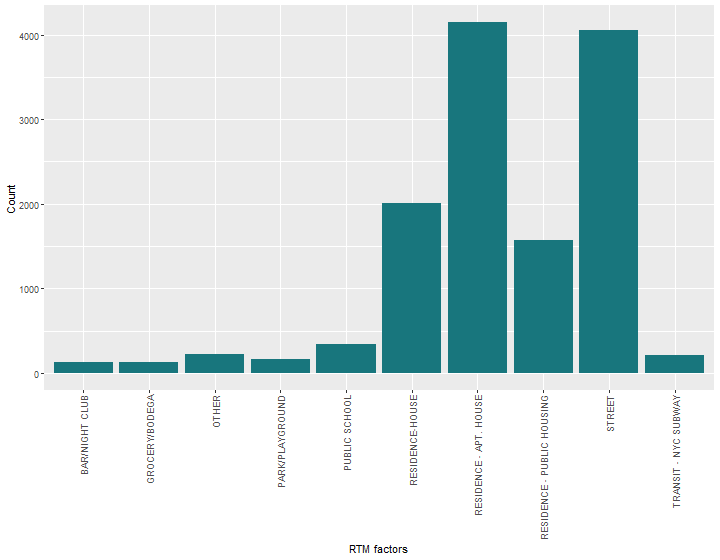 4000
3000
2000
1000
0
Count
BAR/NIGHT CLUB
GROCERY/BODEGA
OTHER
PARK/PLAYGROUND
PUBLIC SCHOOL
RESIDENCE-HOUSE
RESIDENCE - APT. HOUSE
RESIDENCE - PUBLIC HOUSING
STREET
TRANSIT - NYC SUBWAY
RTM factors